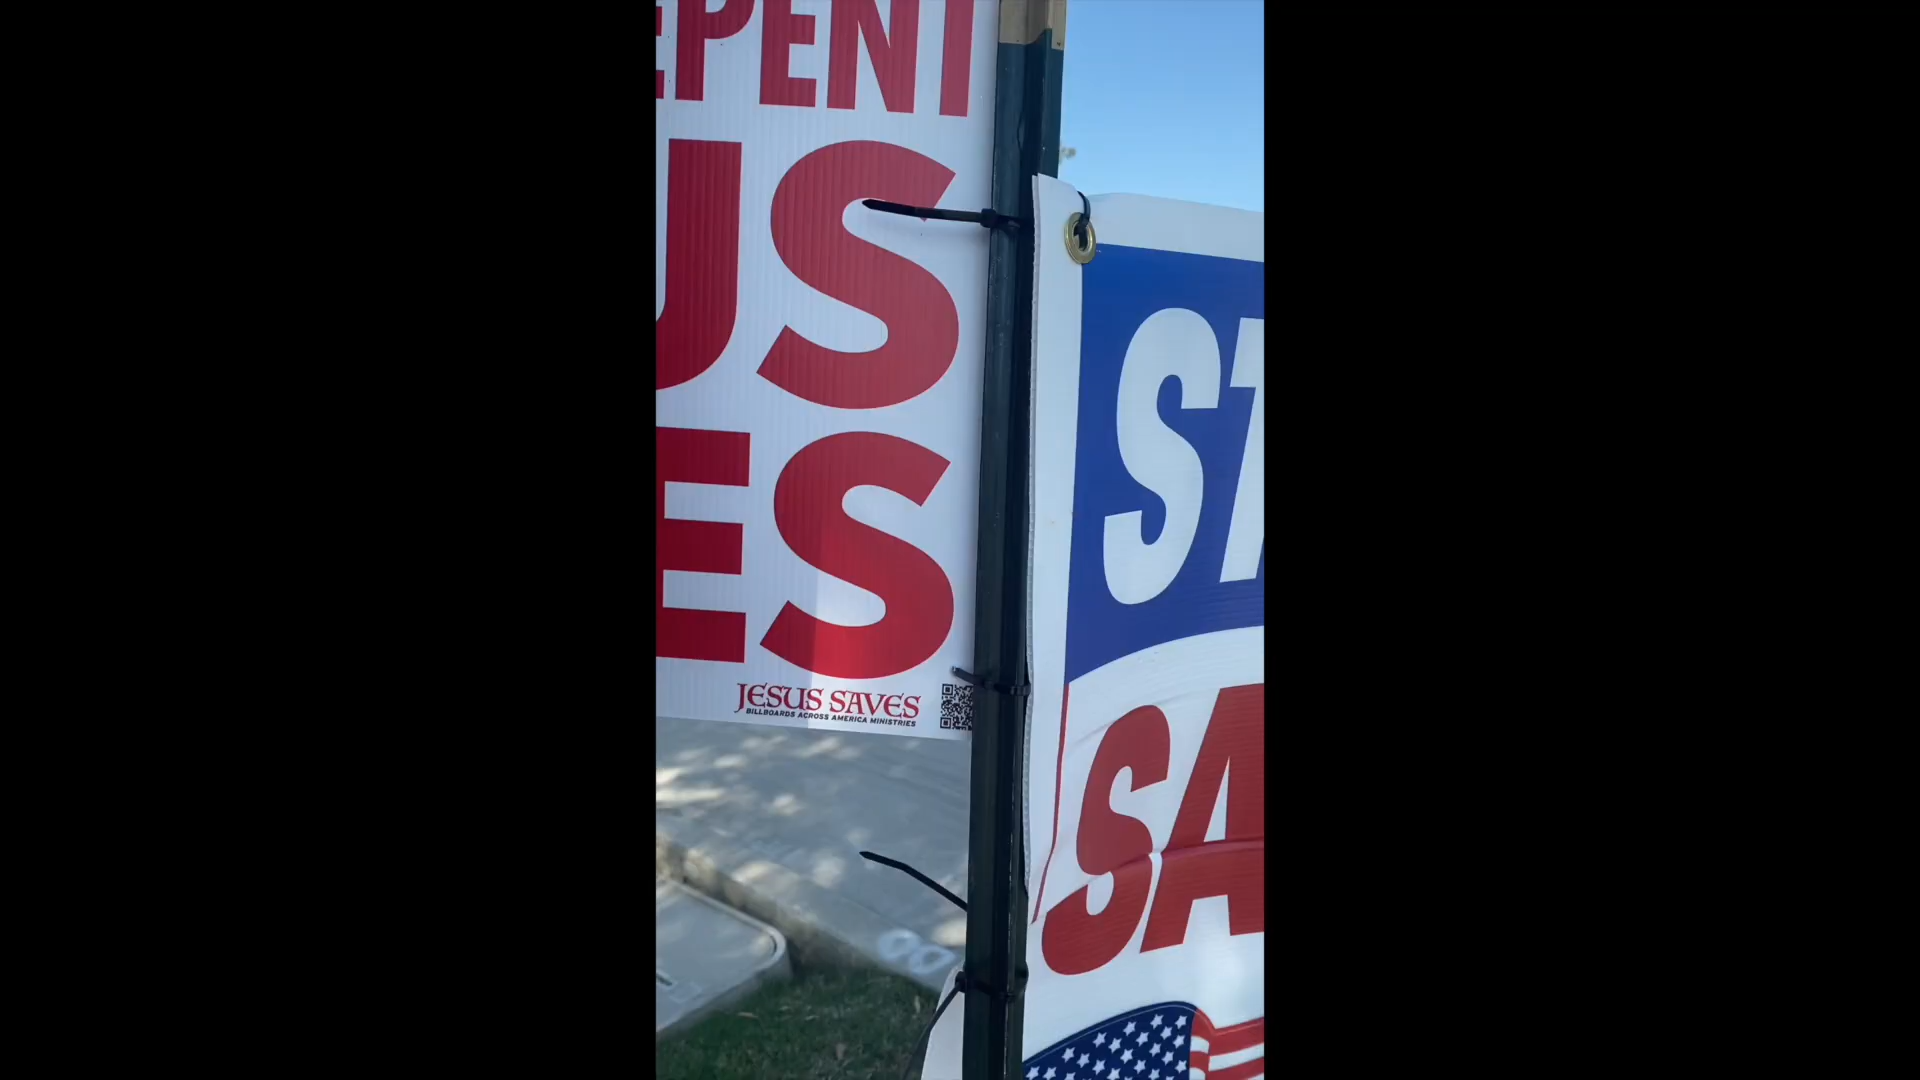 EPENT
US
ES
JESUS SAVES
BILLBOARDS ACROSS AMERICA MINISTRIES
ST
SA